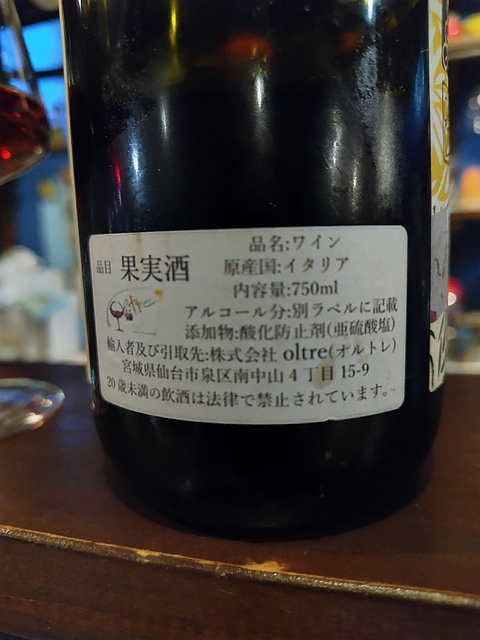 品目 果実酒
品名:ワイン
原産国:イタリア
内容量:750ml
アルコール分:別ラベルに記載
添加物:酸化防止剤(亜硫酸塩)
輸入者及び引取先:株式会社 oltre(オルトレ)
宮城県仙台市泉区南中山4丁目15-9
20歳未満の飲酒は法律で禁止されています。
Oltre